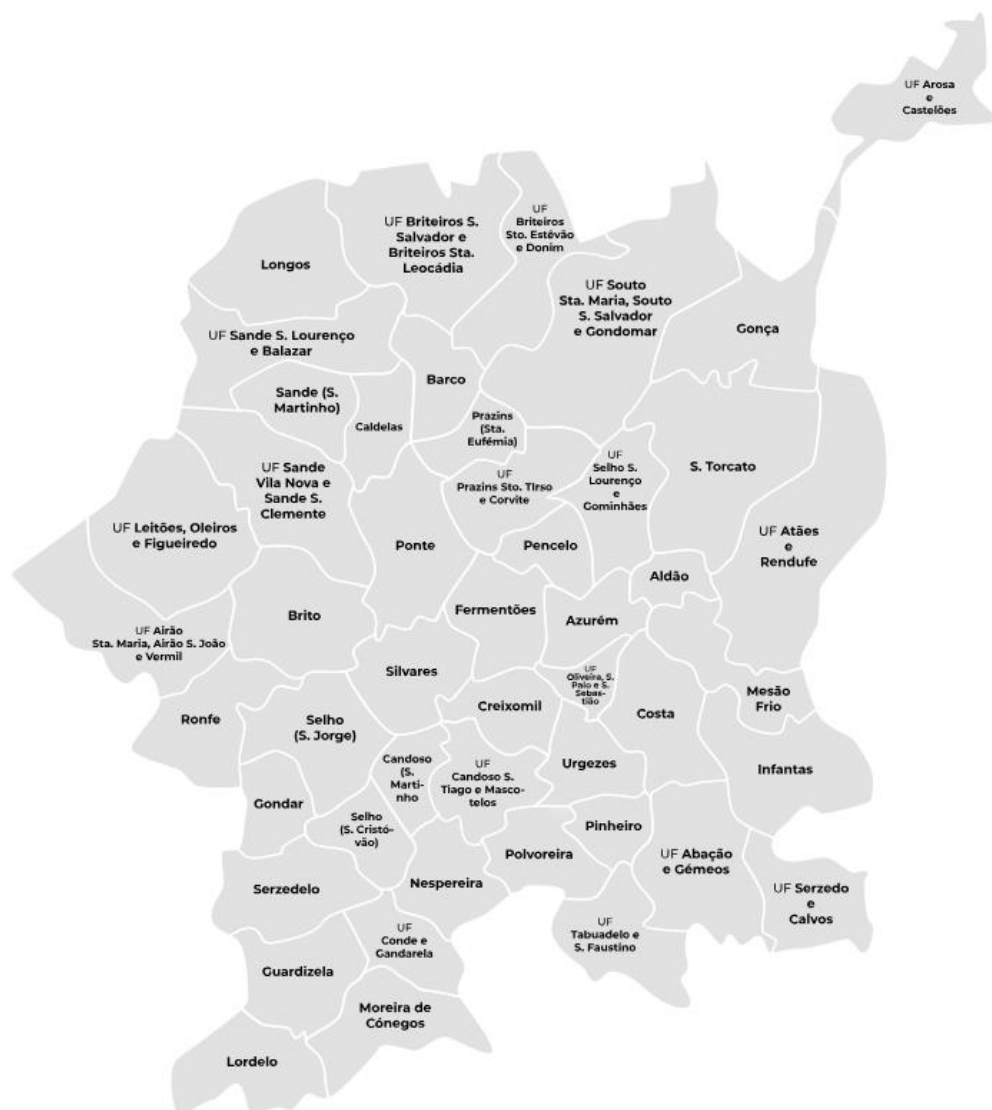 UF Arosa
e
Castelões
UF Briteiros S.
Salvador e
Briteiros Sta.
Leocádia
UF
Briteiros
Sto. Estêvão
e Donim
Longos
UF Souto
Sta. Maria, Souto
S. Salvador
e Gondomar
Gonça
UF Sande S. Lourenço
e Balazar
Barco
Sande (S.
Martinho)
Caldelas
Prazins
(Sta.
Eufémia)
UF
Selho S.
Lourenço
e
Gominhães
S. Torcato
UF Sande
Vila Nova e
Sande S.
Clemente
UF
Prazins Sto. TIrso
e Corvite
UF Leitões, Oleiros
e Figueiredo
Ponte
Pencelo
UF Atães
e
Rendufe
Aldão
Brito
Fermentões
Azurém
UF Airão
Sta. Maria, Airão S. João
e Vermil
Silvares
UF
Oliveira, S.
Paio e S.
Sebas-
tião
Mesão
Frio
Ronfe
Selho
(S. Jorge)
Creixomil
Costa
Candoso
(S.
Marti-
nho
UF
Candoso S.
Tiago e Masco-
telos
Urgezes
Infantas
Gondar
Selho
(S. Cristó-
vão)
Pinheiro
Polvoreira
UF Abação
e Gémeos
Serzedelo
Nespereira
UF Serzedo
e
Calvos
UF
Conde e
Gandarela
UF
Tabuadelo e
S. Faustino
Guardizela
Moreira de
Cónegos
Lordelo